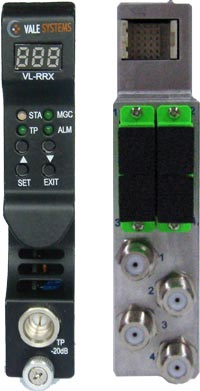 VALE SYSTEMS
888
VL-RRX
STA MGC
TP ALM
SET EXIT
TP
-20dB
1
2
3
4